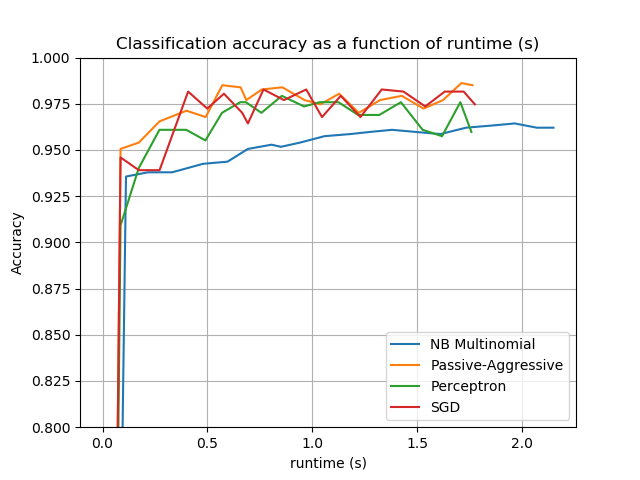 Classification accuracy as a function of runtime (s)
1.000
0.975
0.950
0.925
0.900
0.875
0.850
0.825
0.800
Accuracy
NB Multinomial
Passive-Aggressive
Perceptron
SGD
0.0 0.5 1.0 1.5 2.0
runtime (s)